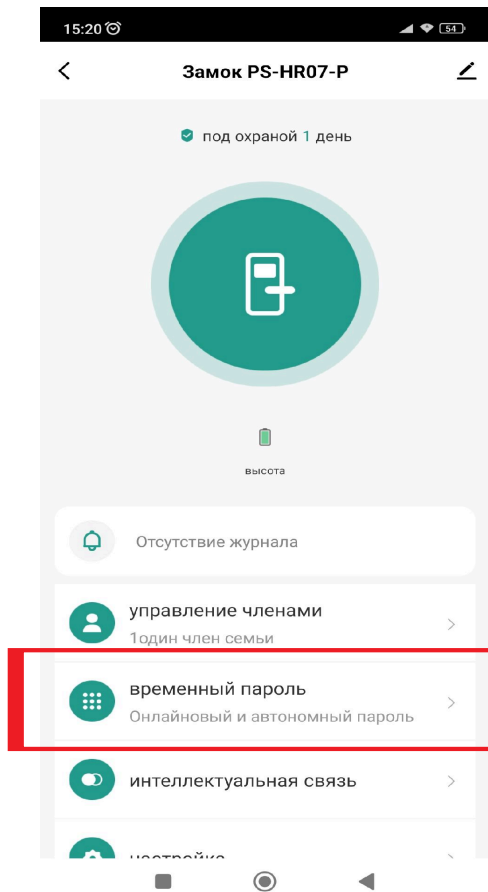 15:20
54
Замок PS-HR07-P
под охраной 1 день
высота
Отсутствие журнала
управление членами
1один член семьи
временный пароль
Онлайновый и автономный пароль
интеллектуальная связь
настройка